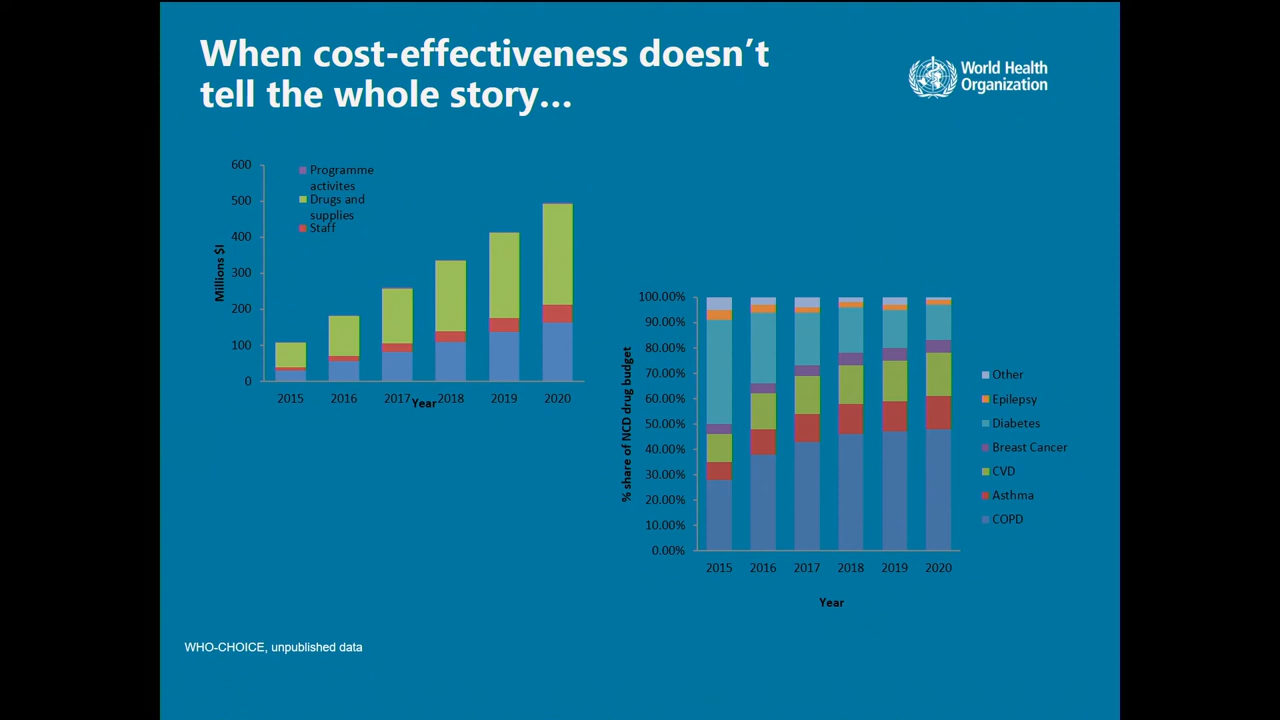 When cost-effectiveness doesn't
tell the whole story...
World Health
Organization
600
500
400
300
200
100
0
Millions $I
Programme
activites
Drugs and
supplies
Staff
2015 2016 2017 2018 2019 2020
Year
100.00%
90.00%
80.00%
70.00%
60.00%
50.00%
40.00%
30.00%
20.00%
10.00%
0.00%
% share of NCD drug budget
2015 2016 2017 2018 2019 2020
Year
Other
Epilepsy
Diabetes
Breast Cancer
CVD
Asthma
COPD
WHO-CHOICE, unpublished data